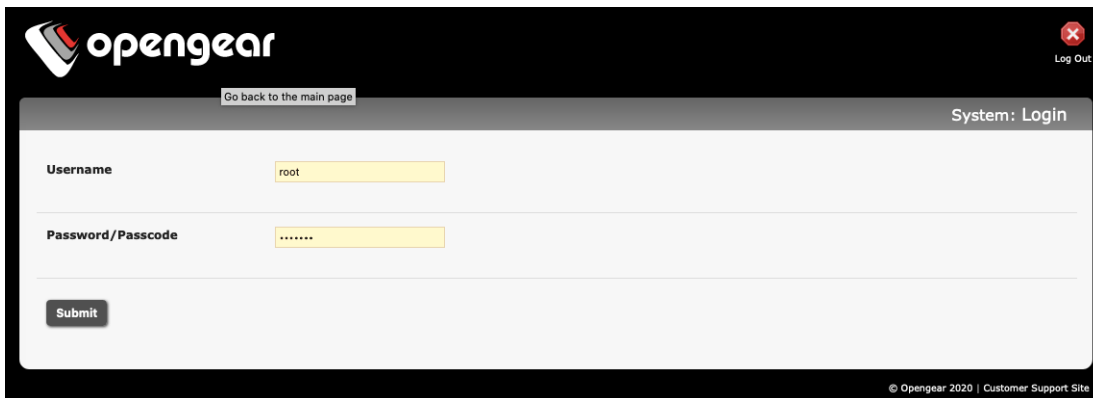 opengear
Log Out
Go back to the main page
System: Login
Username
root
Password/Passcode
.......
Submit
© Opengear 2020 | Customer Support Site